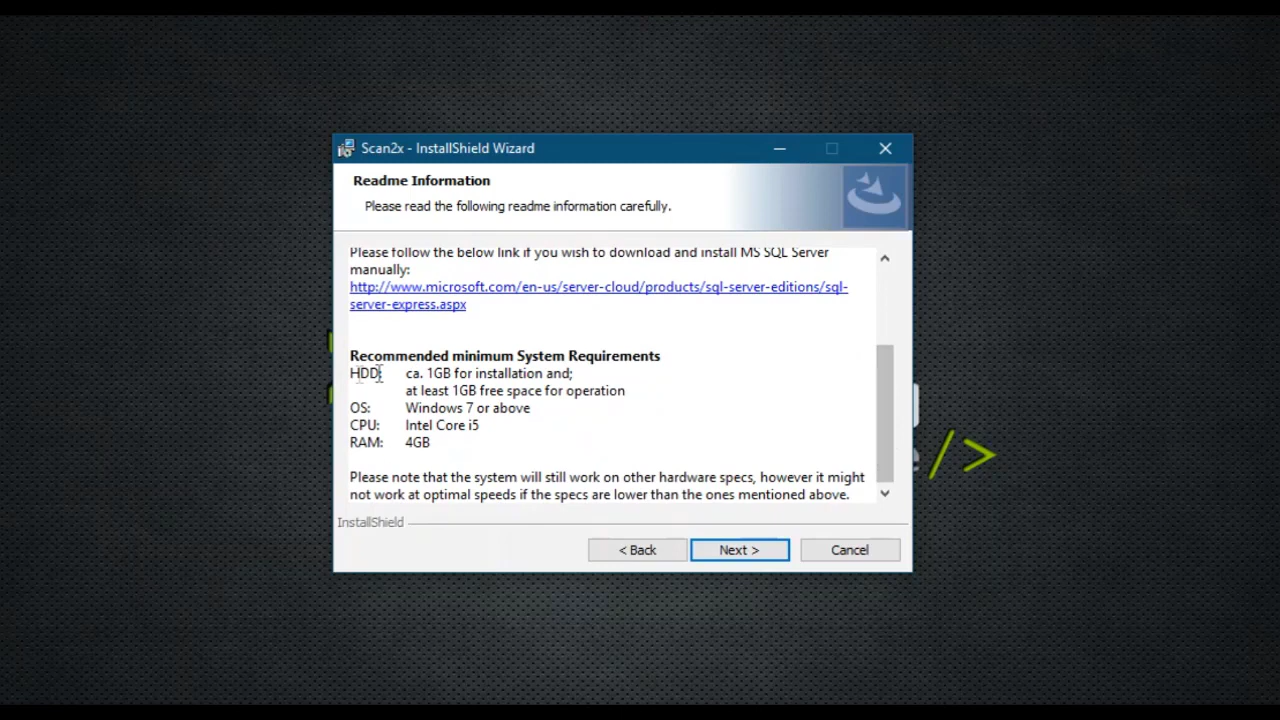 Scan2x - InstallShield Wizard
Readme Information
Please read the following readme information carefully.
Please follow the below link if you wish to download and install MS SQL Server
manually:
http://www.microsoft.com/en-us/server-cloud/products/sql-server-editions/sql-
server-express.aspx
Recommended minimum System Requirements
HDD: ca. 1GB for installation and;
at least 1GB free space for operation
OS: Windows 7 or above
CPU: Intel Core i5
RAM: 4GB
Please note that the system will still work on other hardware specs, however it might
not work at optimal speeds if the specs are lower than the ones mentioned above.
InstallShield
< Back Next > Cancel
/>